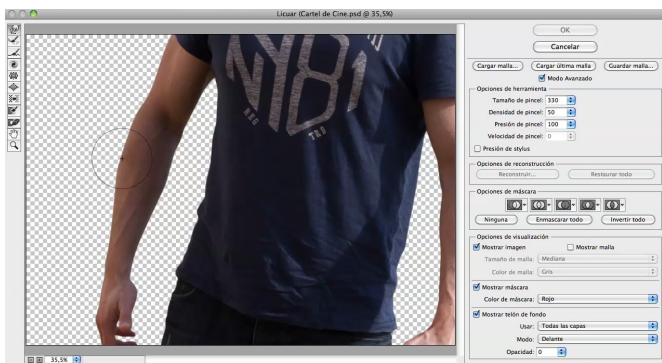 Licuar (Cartel de Cine.psd @ 35,5%)
OK
Cancelar
Cargar malla... Cargar última malla Guardar malla...
Modo Avanzado
Opciones de herramienta
Tamaño de pincel: 330
Densidad de pincel: 50
Presión de pincel: 100
Velocidad de pincel: 0
Presión de stylus
Opciones de reconstrucción
Reconstruir... Restaurar todo
Opciones de máscara
Ninguna Enmascarar todo Invertir todo
Opciones de visualización
Mostrar imagen Mostrar malla
Tamaño de malla: Mediana
Color de malla: Gris
Mostrar máscara
Color de máscara: Rojo
Mostrar telón de fondo
Usar: Todas las capas
Modo: Delante
Opacidad: 0
NY81
35,5%